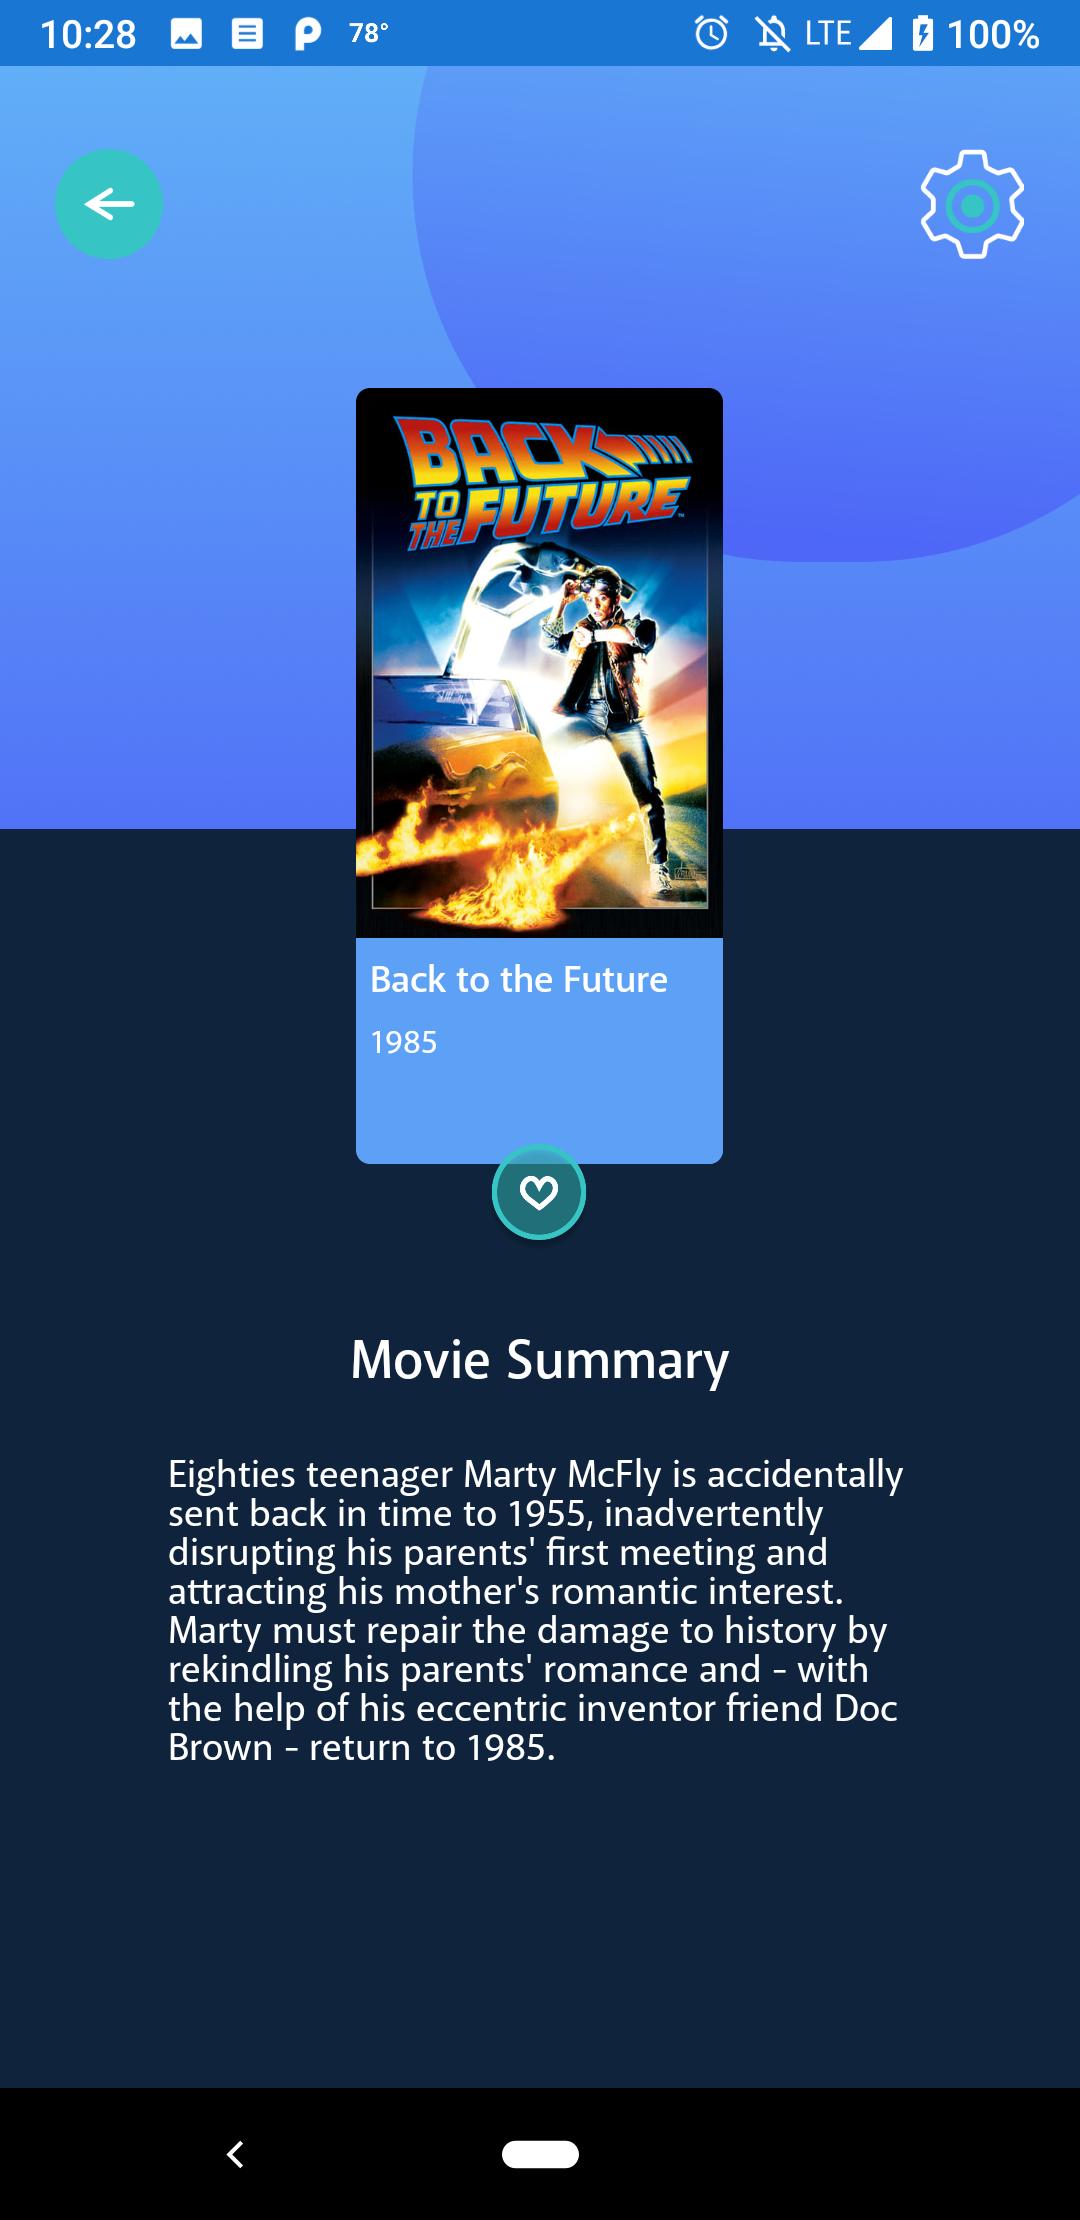 10:28 78° LTE 100%
BACK
TO
THE FUTURE™
Back to the Future
1985
Movie Summary
Eighties teenager Marty McFly is accidentally
sent back in time to 1955, inadvertently
disrupting his parents' first meeting and
attracting his mother's romantic interest.
Marty must repair the damage to history by
rekindling his parents' romance and - with
the help of his eccentric inventor friend Doc
Brown - return to 1985.